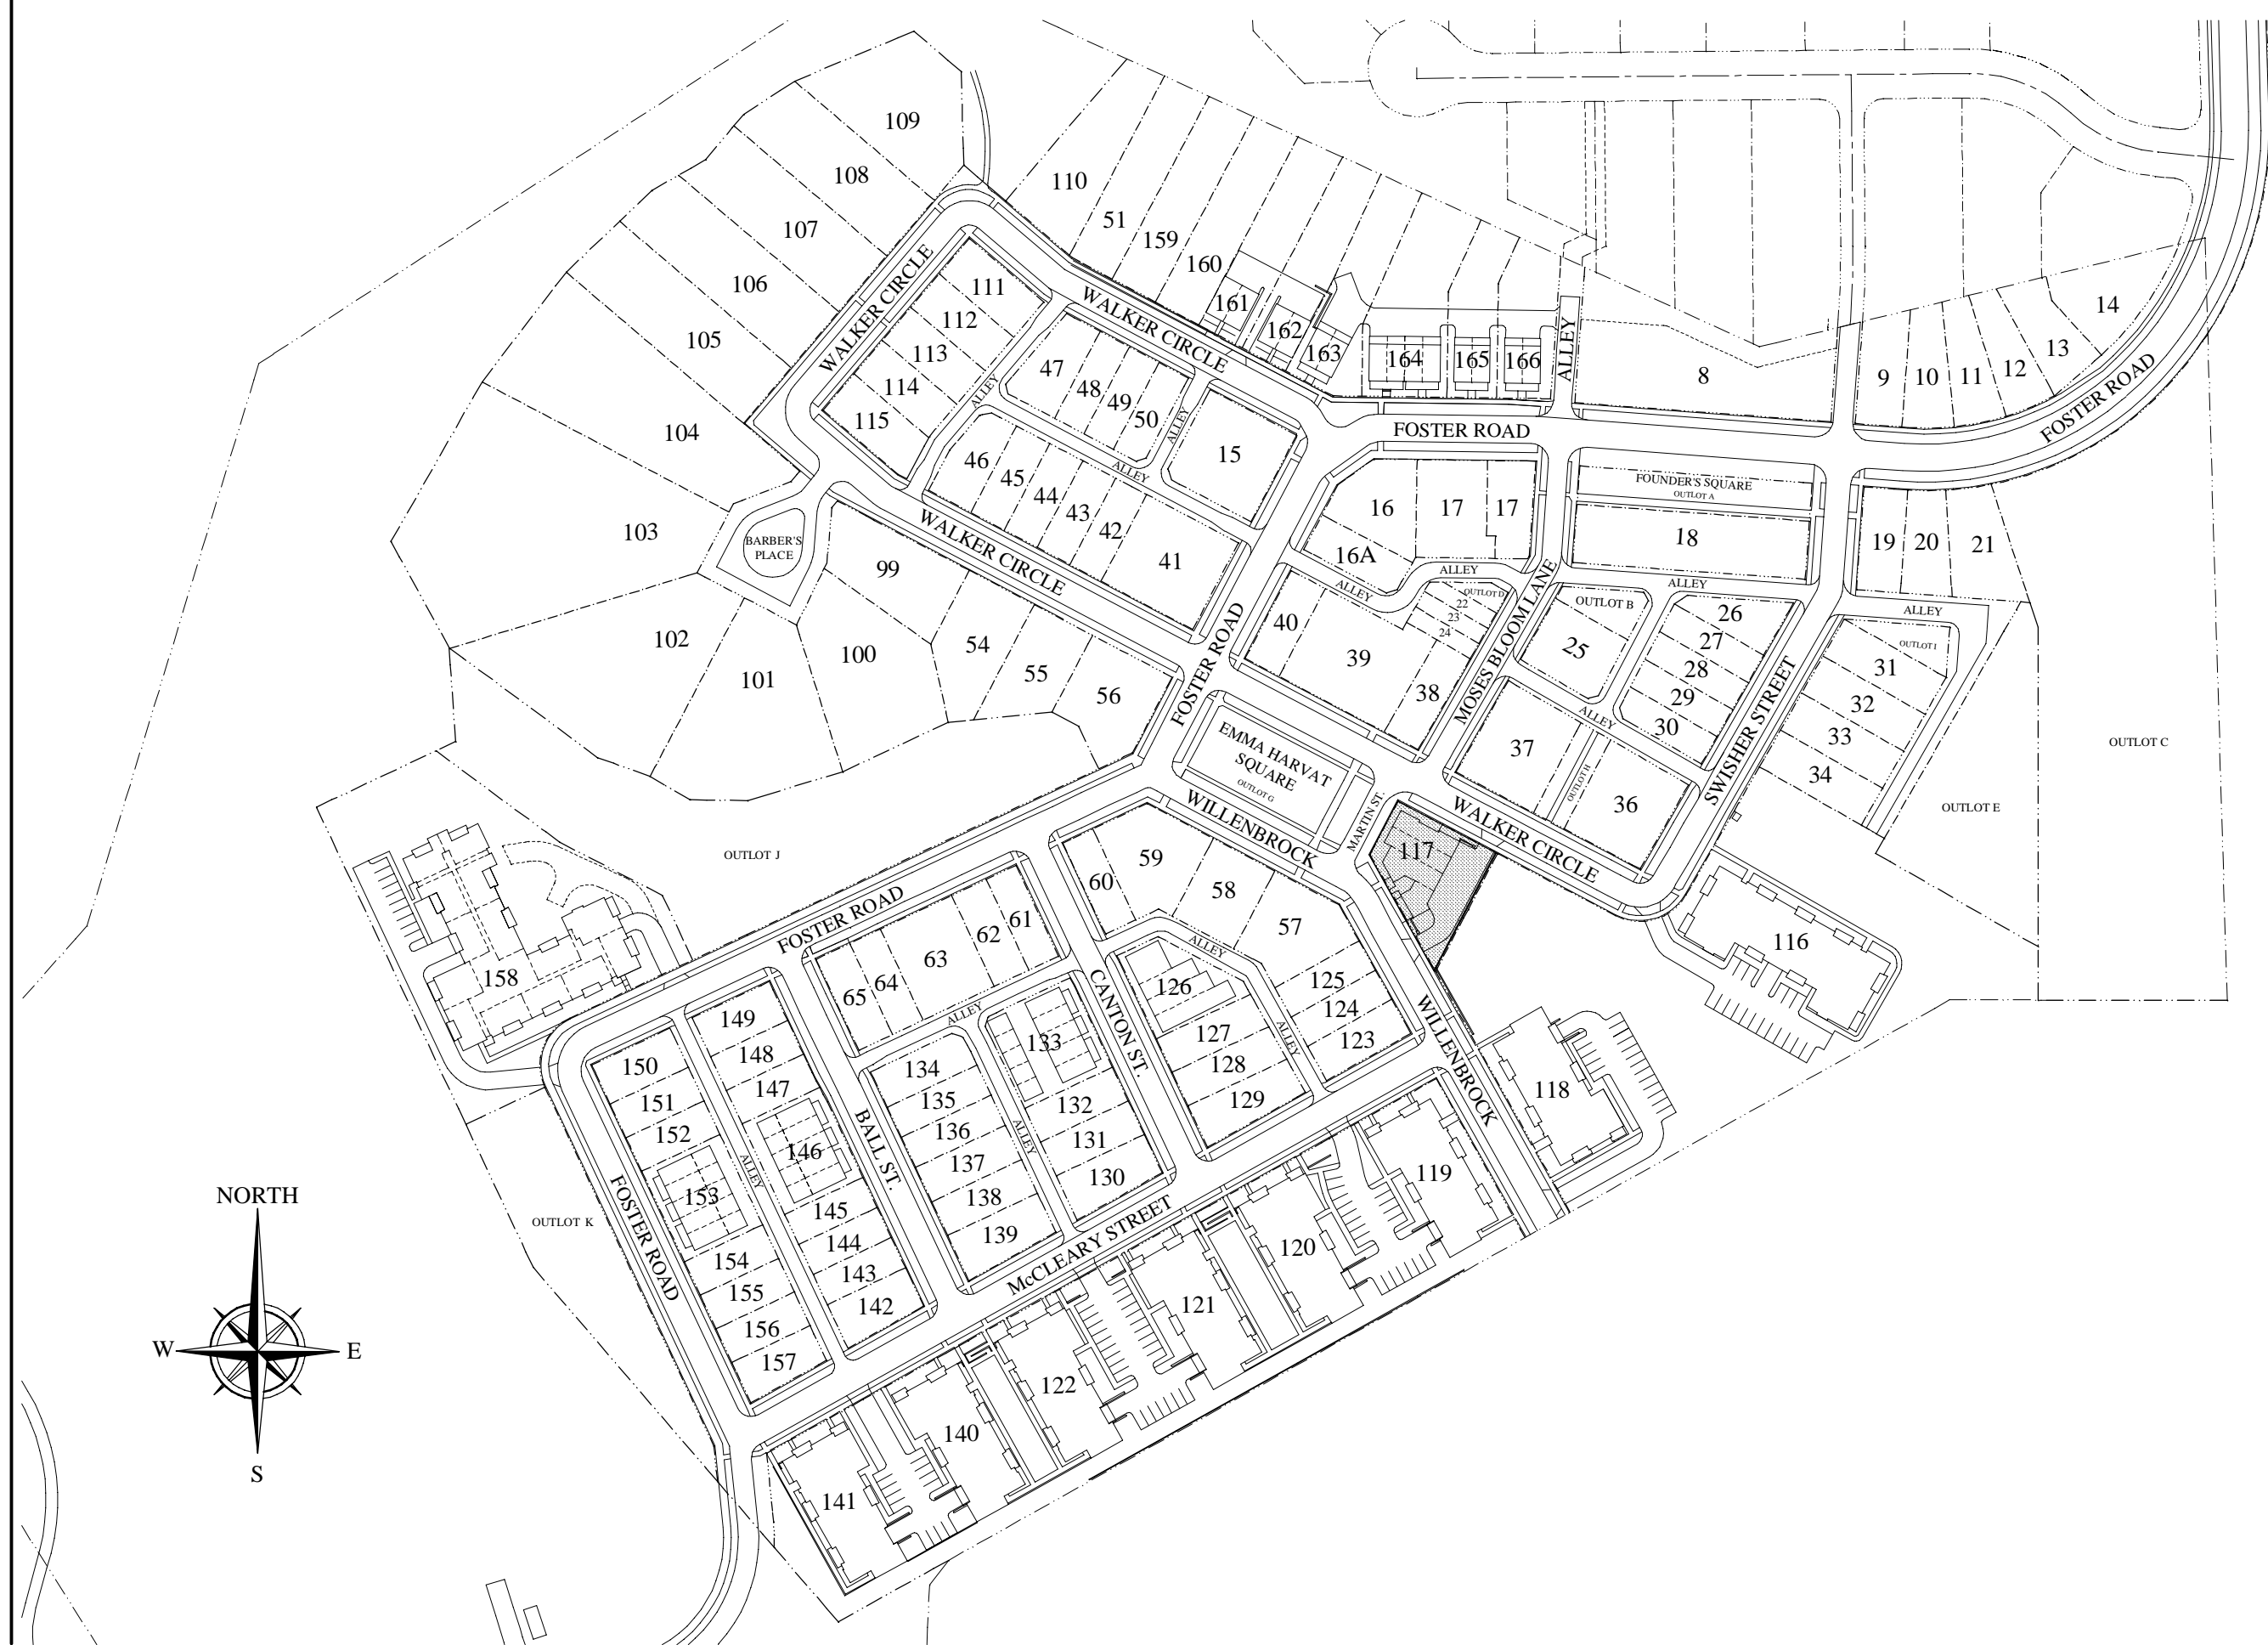 109
108
110
107
51
159
WALKER CIRCLE
160
106
111
161
WALKER CIRCLE
14
112
162
105
113
163
164
165
166
ALLEY
13
47
8
12
114
48
9
10
11
FOSTER ROAD
ALLEY
49
115
50
ALLEY
FOSTER ROAD
104
15
46
ALLEY
45
FOUNDER'S SQUARE
OUTLOT A
44
16
17
17
43
103
BARBER'S
PLACE
WALKER CIRCLE
42
18
19
20
21
41
16A
99
ALLEY
ALLEY
ALLEY
OUTLOT D
22
OUTLOT B
26
ALLEY
23
40
24
27
102
100
54
39
25
31
OUTLOT I
28
FOSTER ROAD
MOSES BLOOM LANE
101
55
38
29
32
56
ALLEY
30
SWISHER STREET
33
EMMA HARVAT
SQUARE
OUTLOT G
37
OUTLOT C
34
OUTLOT H
36
OUTLOT E
WILLENBROCK
MARTIN ST.
WALKER CIRCLE
OUTLOT J
59
117
60
58
FOSTER ROAD
61
62
57
63
ALLEY
116
158
64
65
126
125
CANTON ST.
149
ALLEY
124
127
ALLEY
123
WILLENBROCK
150
148
134
133
128
147
118
151
135
132
129
152
136
ALLEY
131
146
BALL ST.
137
119
ALLEY
130
153
138
145
OUTLOT K
FOSTER ROAD
139
McCLEARY STREET
144
120
154
143
155
142
121
156
157
122
140
141
NORTH
W
E
S